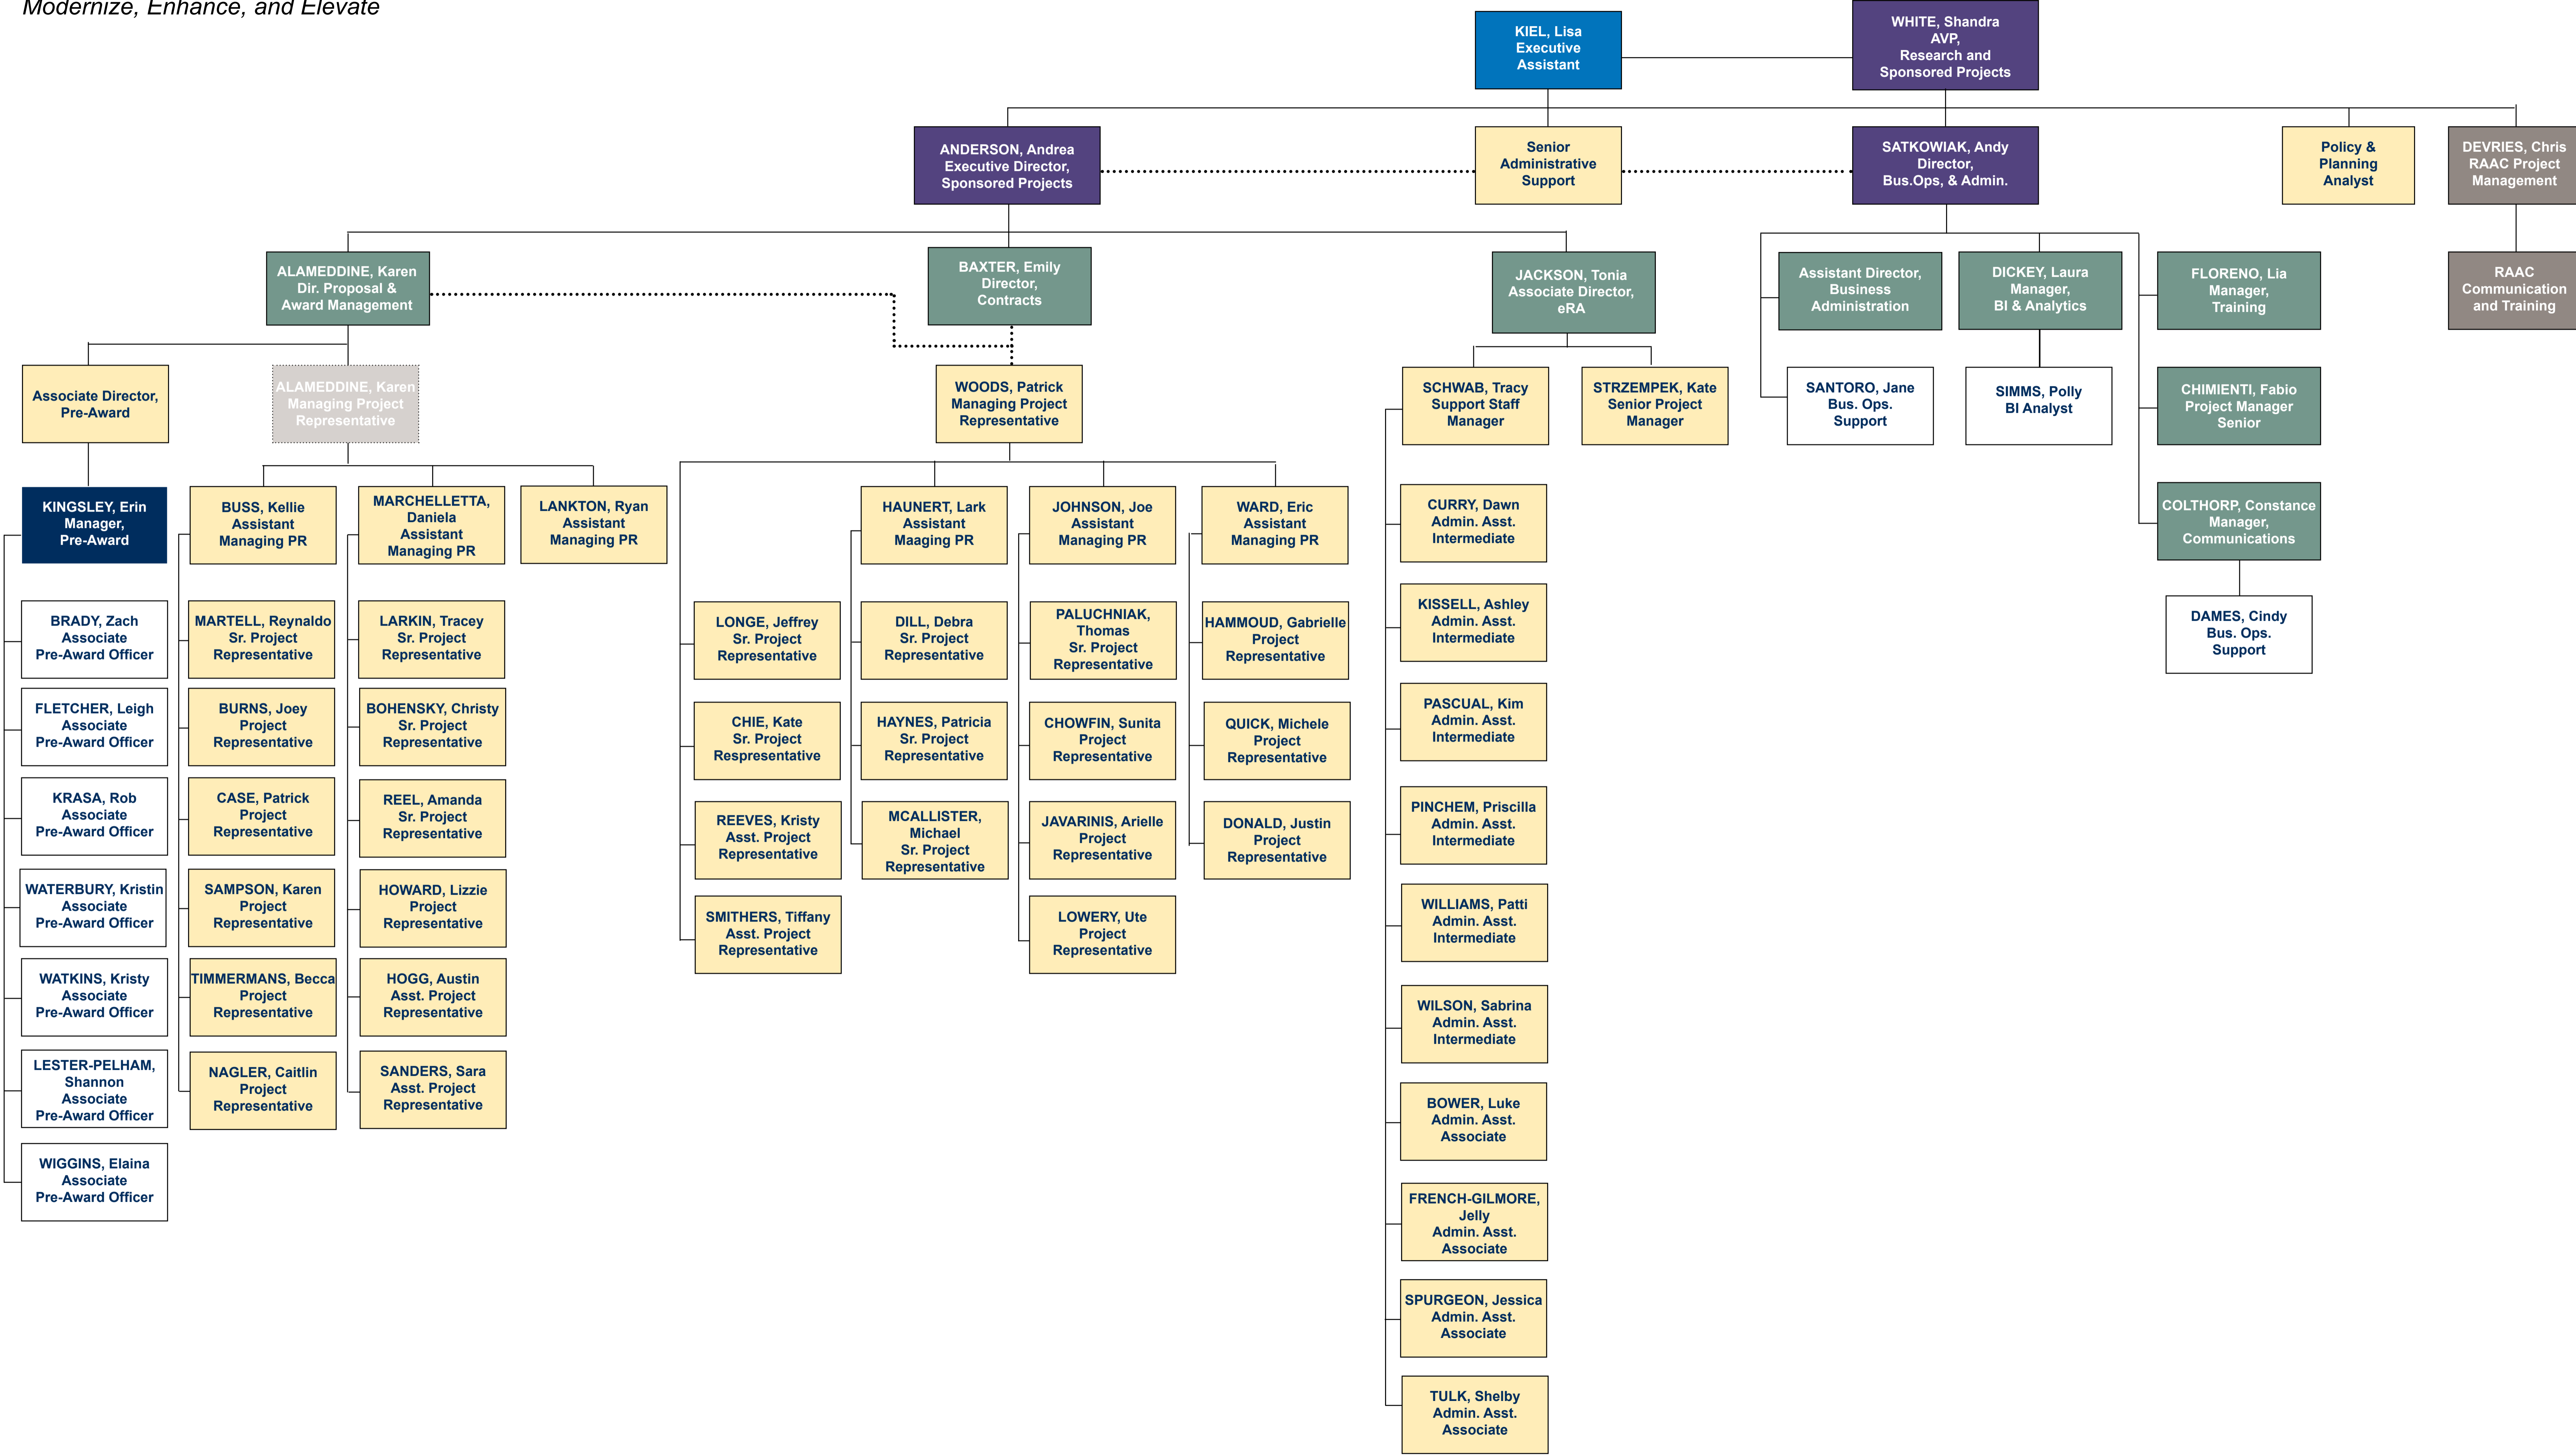 Modernize, Enhance, and Elevate
KIEL, Lisa
Executive
Assistant
WHITE, Shandra
AVP,
Research and
Sponsored Projects
ANDERSON, Andrea
Executive Director,
Sponsored Projects
Senior
Administrative
Support
SATKOWIAK, Andy
Director,
Bus.Ops, & Admin.
Policy &
Planning
Analyst
DEVRIES, Chris
RAAC Project
Management
ALAMEDDINE, Karen
Dir. Proposal &
Award Management
BAXTER, Emily
Director,
Contracts
JACKSON, Tonia
Associate Director,
eRA
Assistant Director,
Business
Administration
DICKEY, Laura
Manager,
BI & Analytics
FLORENO, Lia
Manager,
Training
RAAC
Communication
and Training
Associate Director,
Pre-Award
ALAMEDDINE, Karen
Managing Project
Representative
WOODS, Patrick
Managing Project
Representative
SCHWAB, Tracy
Support Staff
Manager
STRZEMPEK, Kate
Senior Project
Manager
SANTORO, Jane
Bus. Ops.
Support
SIMMS, Polly
BI Analyst
CHIMIENTI, Fabio
Project Manager
Senior
KINGSLEY, Erin
Manager,
Pre-Award
BUSS, Kellie
Assistant
Managing PR
MARCHELLETTA,
Daniela
Assistant
Managing PR
LANKTON, Ryan
Assistant
Managing PR
HAUNERT, Lark
Assistant
Maaging PR
JOHNSON, Joe
Assistant
Managing PR
WARD, Eric
Assistant
Managing PR
CURRY, Dawn
Admin. Asst.
Intermediate
COLTHORP, Constance
Manager,
Communications
BRADY, Zach
Associate
Pre-Award Officer
MARTELL, Reynaldo
Sr. Project
Representative
LARKIN, Tracey
Sr. Project
Representative
LONGE, Jeffrey
Sr. Project
Representative
DILL, Debra
Sr. Project
Representative
PALUCHNIAK,
Thomas
Sr. Project
Representative
HAMMOUD, Gabrielle
Project
Representative
KISSELL, Ashley
Admin. Asst.
Intermediate
DAMES, Cindy
Bus. Ops.
Support
FLETCHER, Leigh
Associate
Pre-Award Officer
BURNS, Joey
Project
Representative
BOHENSKY, Christy
Sr. Project
Representative
CHIE, Kate
Sr. Project
Respresentative
HAYNES, Patricia
Sr. Project
Representative
CHOWFIN, Sunita
Project
Representative
QUICK, Michele
Project
Representative
PASCUAL, Kim
Admin. Asst.
Intermediate
KRASA, Rob
Associate
Pre-Award Officer
CASE, Patrick
Project
Representative
REEL, Amanda
Sr. Project
Representative
REEVES, Kristy
Asst. Project
Representative
MCALLISTER,
Michael
Sr. Project
Representative
JAVARINIS, Arielle
Project
Representative
DONALD, Justin
Project
Representative
PINCHEM, Priscilla
Admin. Asst.
Intermediate
WATERBURY, Kristin
Associate
Pre-Award Officer
SAMPSON, Karen
Project
Representative
HOWARD, Lizzie
Project
Representative
SMITHERS, Tiffany
Asst. Project
Representative
LOWERY, Ute
Project
Representative
WILLIAMS, Patti
Admin. Asst.
Intermediate
WATKINS, Kristy
Associate
Pre-Award Officer
TIMMERMANS, Becca
Project
Representative
HOGG, Austin
Asst. Project
Representative
WILSON, Sabrina
Admin. Asst.
Intermediate
LESTER-PELHAM,
Shannon
Associate
Pre-Award Officer
NAGLER, Caitlin
Project
Representative
SANDERS, Sara
Asst. Project
Representative
BOWER, Luke
Admin. Asst.
Associate
WIGGINS, Elaina
Associate
Pre-Award Officer
FRENCH-GILMORE,
Jelly
Admin. Asst.
Associate
SPURGEON, Jessica
Admin. Asst.
Associate
TULK, Shelby
Admin. Asst.
Associate